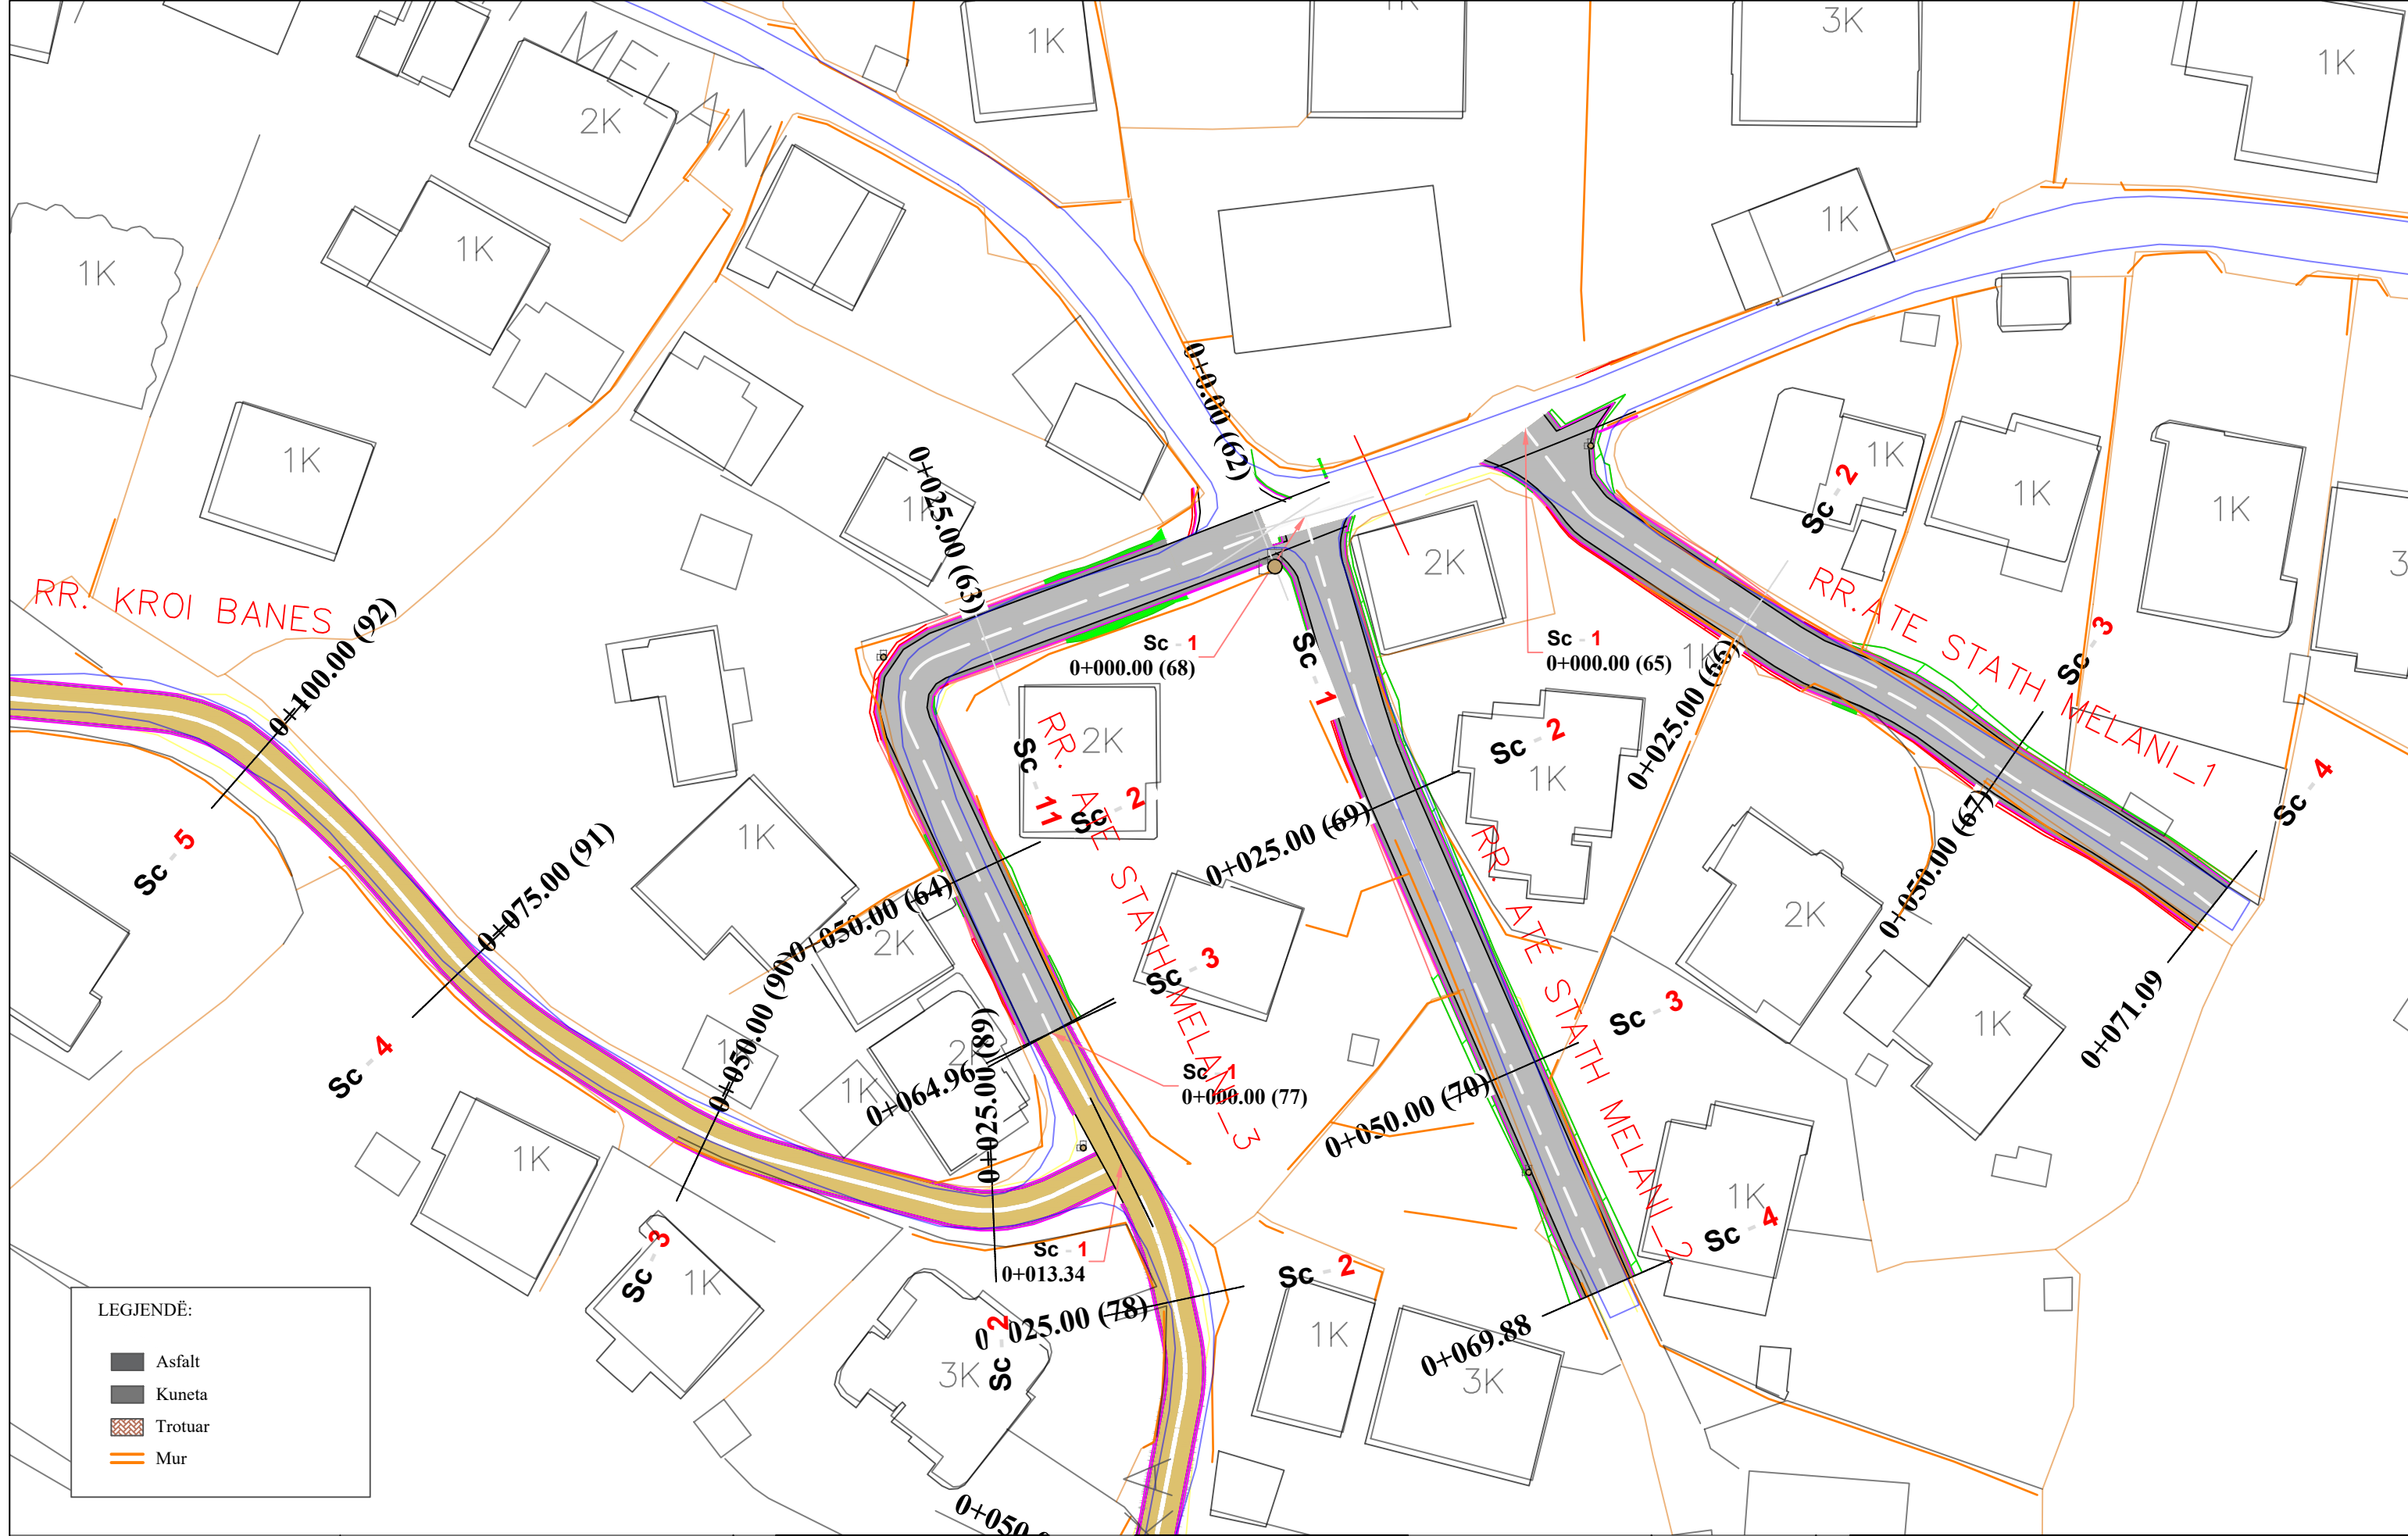 MELAN
1K
1K
3K
1K
2K
1K
1K
1K
1K
0+000.00 (62)
0+025.00 (63)
1K
1K
1K
1K
Sc - 2
2K
RR. KROI BANES
0+100.00 (92)
Sc - 1
0+000.00 (68)
Sc - 1
Sc - 1
0+000.00 (65)
1K
0+025.00 (66)
RR.ATE STATH MELANI_1
Sc - 3
Sc - 4
2K
Sc - 11
Sc - 2
RR. ATE STATH MELANI_3
Sc - 2
1K
0+025.00 (69)
RR. ATE STATH MELANI_2
Sc - 5
0+075.00 (91)
1K
0+050.00 (64)
2K
Sc - 3
2K
0+050.00 (67)
0+071.09
1K
Sc - 3
Sc - 4
0+050.00 (90)
0+025.00 (89)
2K
1K
0+064.96
Sc - 1
0+000.00 (77)
0+050.00 (70)
1K
Sc - 4
1K
Sc - 3
1K
Sc - 1
0+013.34
Sc - 2
1K
0+025.00 (78)
Sc - 2
3K
0+069.88
3K
0+050.0
LEGJENDË:
Asfalt
Kuneta
Trotuar
Mur